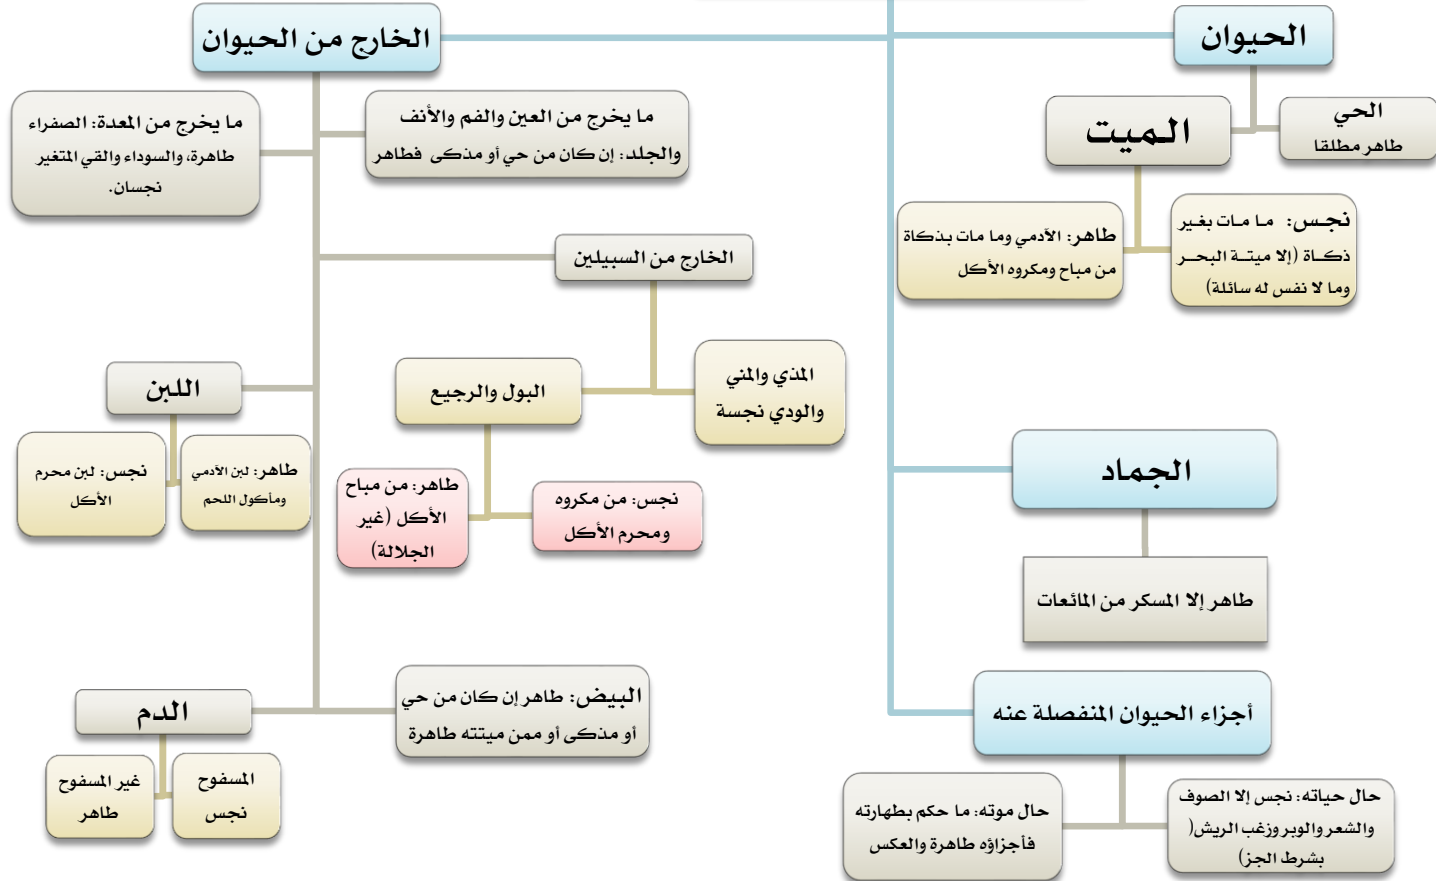 الحيوان
الحي
طاهر مطلقا
الميت
نجس: ما مات بغير
ذكاة (إلا ميتة البحر
وما لا نفس له سائلة)
طاهر: الآدمي وما مات بذكاة
من مباح ومكروه الأكل
الجماد
طاهر إلا المسكر من المائعات
أجزاء الحيوان المنفصلة عنه
حال حياته: نجس إلا الصوف
والشعر والوبر وزغب الريش(
بشرط الجز)
حال موته: ما حكم بطهارته
فأجزاؤه طاهرة والعكس
الخارج من الحيوان
ما يخرج من العين والفم والأنف
والجلد: إن كان من حي أو مذكى فطاهر
ما يخرج من المعدة: الصفراء
طاهرة، والسوداء والقي المتغير
نجسان.
الخارج من السبيلين
المذي والمني
والودي نجسة
البول والرجيع
نجس: من مكروه
ومحرم الأكل
طاهر: من مباح
الأكل (غير
الجلالة)
اللبن
طاهر: لبن الآدمي
ومأكول اللحم
نجس: لبن محرم
الأكل
البيض: طاهر إن كان من حي
أو مذكى أو ممن ميتته طاهرة
الدم
المسفوح
نجس
غير المسفوح
طاهر